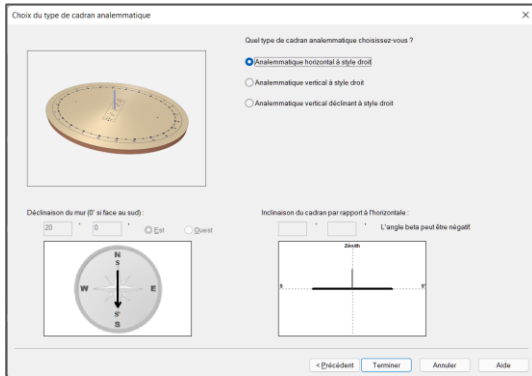 Choix du type de cadran analemmatique
Quel type de cadran analemmatique choisissez-vous ?
Analemmatique horizontal à style droit
Analemmatique vertical à style droit
Analemmatique vertical déclinant à style droit
Déclinaison du mur (0° si face au sud) :
20 ° 0 ' Est Ouest
N
S
W E
S'
S
Inclinaison du cadran par rapport à l'horizontale :
° ' L'angle beta peut être négatif.
Zénith
S S'
< Précédent Terminer Annuler Aide